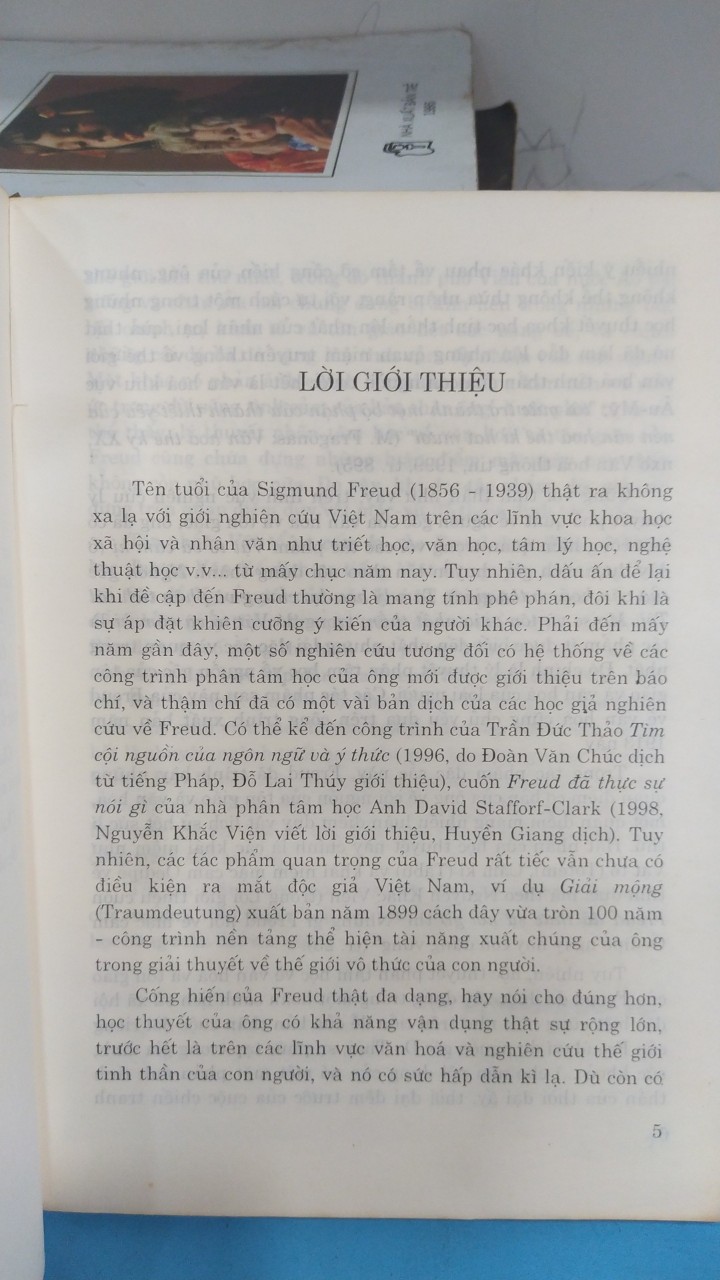 NHÀ XUẤT BẢN TRẺ
LỜI GIỚI THIỆU
Tên tuổi của Sigmund Freud (1856 - 1939) thật ra không
xa lạ với giới nghiên cứu Việt Nam trên các lĩnh vực khoa học
xã hội và nhân văn như triết học, văn học, tâm lý học, nghệ
thuật học v.v... từ mấy chục năm nay. Tuy nhiên, dấu ấn để lại
khi đề cập đến Freud thường là mang tính phê phán, đôi khi là
sự áp đặt khiên cưỡng ý kiến của người khác. Phải đến mấy
năm gần đây, một số nghiên cứu tương đối có hệ thống về các
công trình phân tâm học của ông mới được giới thiệu trên báo
chí, và thậm chí đã có một vài bản dịch của các học giả nghiên
cứu về Freud. Có thể kể đến công trình của Trần Đức Thảo Tìm
cội nguồn của ngôn ngữ và ý thức (1996, do Đoàn Văn Chúc dịch
từ tiếng Pháp, Đỗ Lai Thúy giới thiệu), cuốn Freud đã thực sự
nói gì của nhà phân tâm học Anh David Stafforf-Clark (1998,
Nguyễn Khắc Viện viết lời giới thiệu, Huyền Giang dịch). Tuy
nhiên, các tác phẩm quan trọng của Freud rất tiếc vẫn chưa có
điều kiện ra mắt độc giả Việt Nam, ví dụ Giải mộng
(Traumdeutung) xuất bản năm 1899 cách đây vừa tròn 100 năm
- công trình nền tảng thể hiện tài năng xuất chúng của ông
trong giải thuyết về thế giới vô thức của con người.
Cống hiến của Freud thật đa dạng, hay nói cho đúng hơn,
học thuyết của ông có khả năng vận dụng thật sự rộng lớn,
trước hết là trên các lĩnh vực văn hoá và nghiên cứu thế giới
tinh thần của con người, và nó có sức hấp dẫn kì lạ. Dù còn có
5